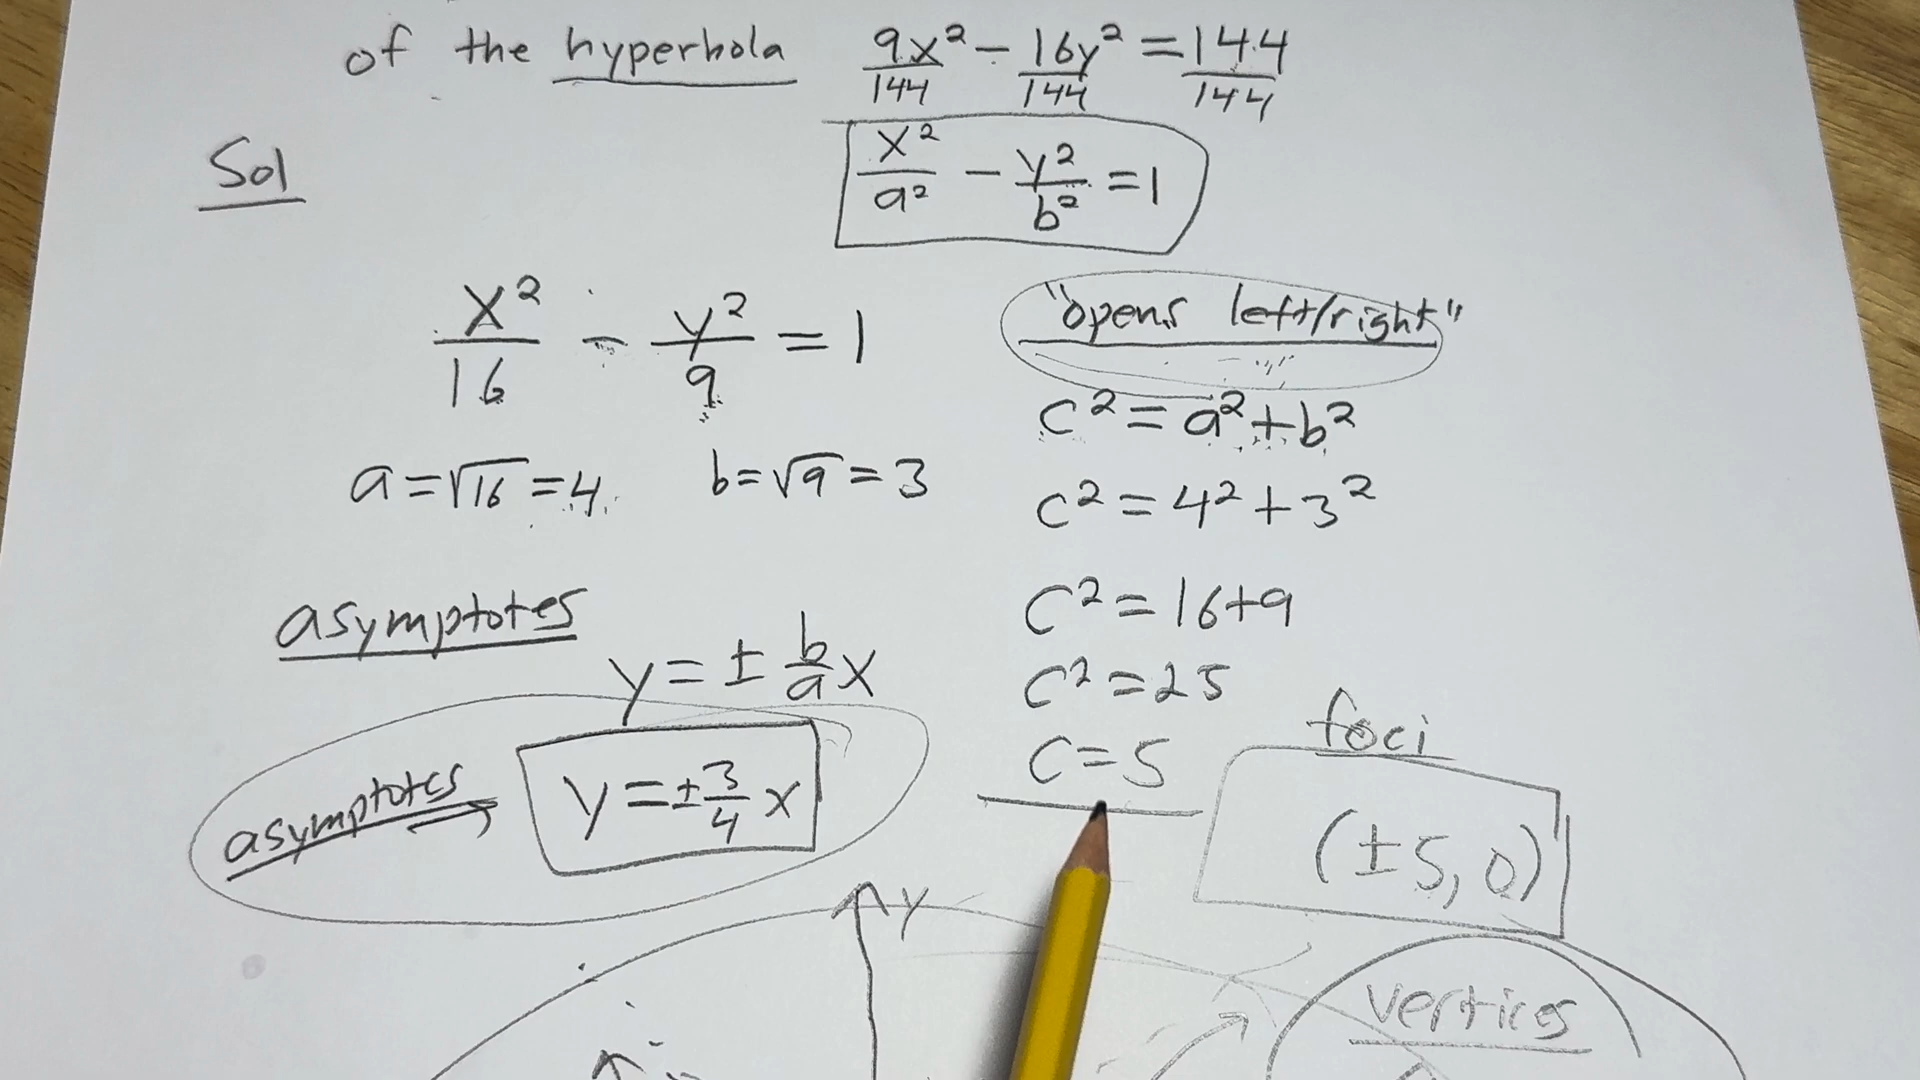 of the hyperbola 9x²/144 − 16y²/144 = 144/144
Sol
x²/a² − y²/b² = 1
x²/16 − y²/9 = 1
"opens left/right"
c² = a² + b²
a = √16 = 4
b = √9 = 3
c² = 4² + 3²
asymptotes
y = ± b/a x
c² = 16+9
c² = 25
asymptotes → y = ± 3/4 x
c = 5
foci
(±5, 0)
y
vertices